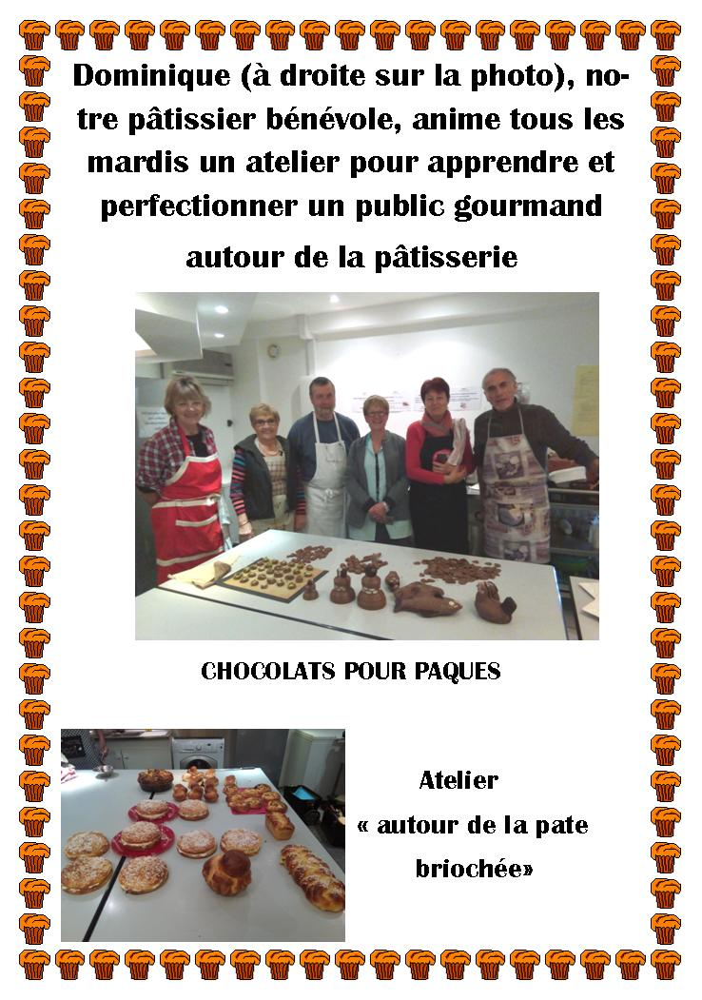 Dominique (à droite sur la photo), no-
tre pâtissier bénévole, anime tous les
mardis un atelier pour apprendre et
perfectionner un public gourmand
autour de la pâtisserie
CHOCOLATS POUR PAQUES
Atelier
« autour de la pate
briochée»